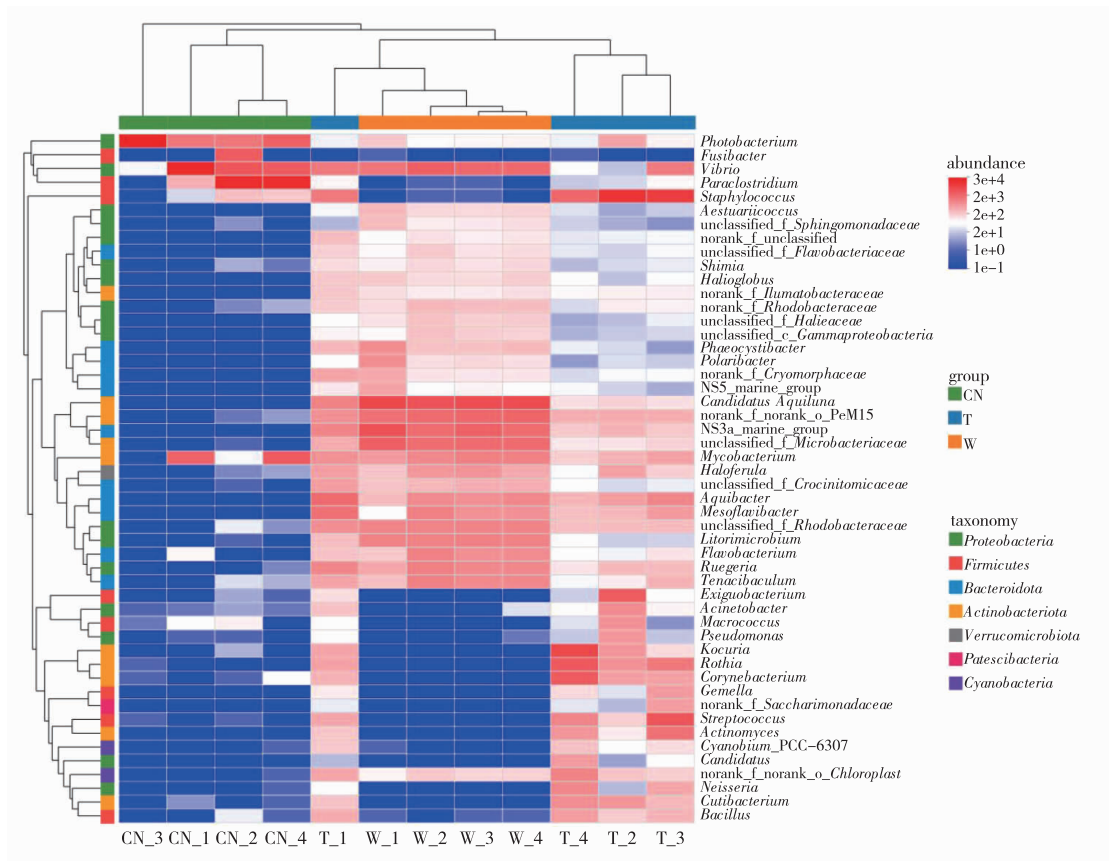 Photobacterium
Fusibacter
Vibrio
Paraclostridium
Staphylococcus
Aestuariicoccus
unclassified_f_Sphingomonadaceae
norank_f_unclassified
unclassified_f_Flavobacteriaceae
Shimia
Halioglobus
norank_f_Ilumatobacteraceae
norank_f_Rhodobacteraceae
unclassified_f_Halieaceae
unclassified_c_Gammaproteobacteria
Phaeocystibacter
Polaribacter
norank_f_Cryomorphaceae
NS5_marine_group
Candidatus Aquiluna
norank_f_norank_o_PeM15
NS3a_marine_group
unclassified_f_Microbacteriaceae
Mycobacterium
Haloferula
unclassified_f_Crocinitomicaceae
Aquibacter
Mesoflavibacter
unclassified_f_Rhodobacteraceae
Litorimicrobium
Flavobacterium
Ruegeria
Tenacibaculum
Exiguobacterium
Acinetobacter
Macrococcus
Pseudomonas
Kocuria
Rothia
Corynebacterium
Gemella
norank_f_Saccharimonadaceae
Streptococcus
Actinomyces
Cyanobium_PCC−6307
Candidatus
norank_f_norank_o_Chloroplast
Neisseria
Cutibacterium
Bacillus
CN_3 CN_1 CN_2 CN_4 T_1 W_1 W_2 W_3 W_4 T_4 T_2 T_3
abundance
3e+4
2e+3
2e+2
2e+1
1e+0
1e−1
group
CN
T
W
taxonomy
Proteobacteria
Firmicutes
Bacteroidota
Actinobacteriota
Verrucomicrobiota
Patescibacteria
Cyanobacteria